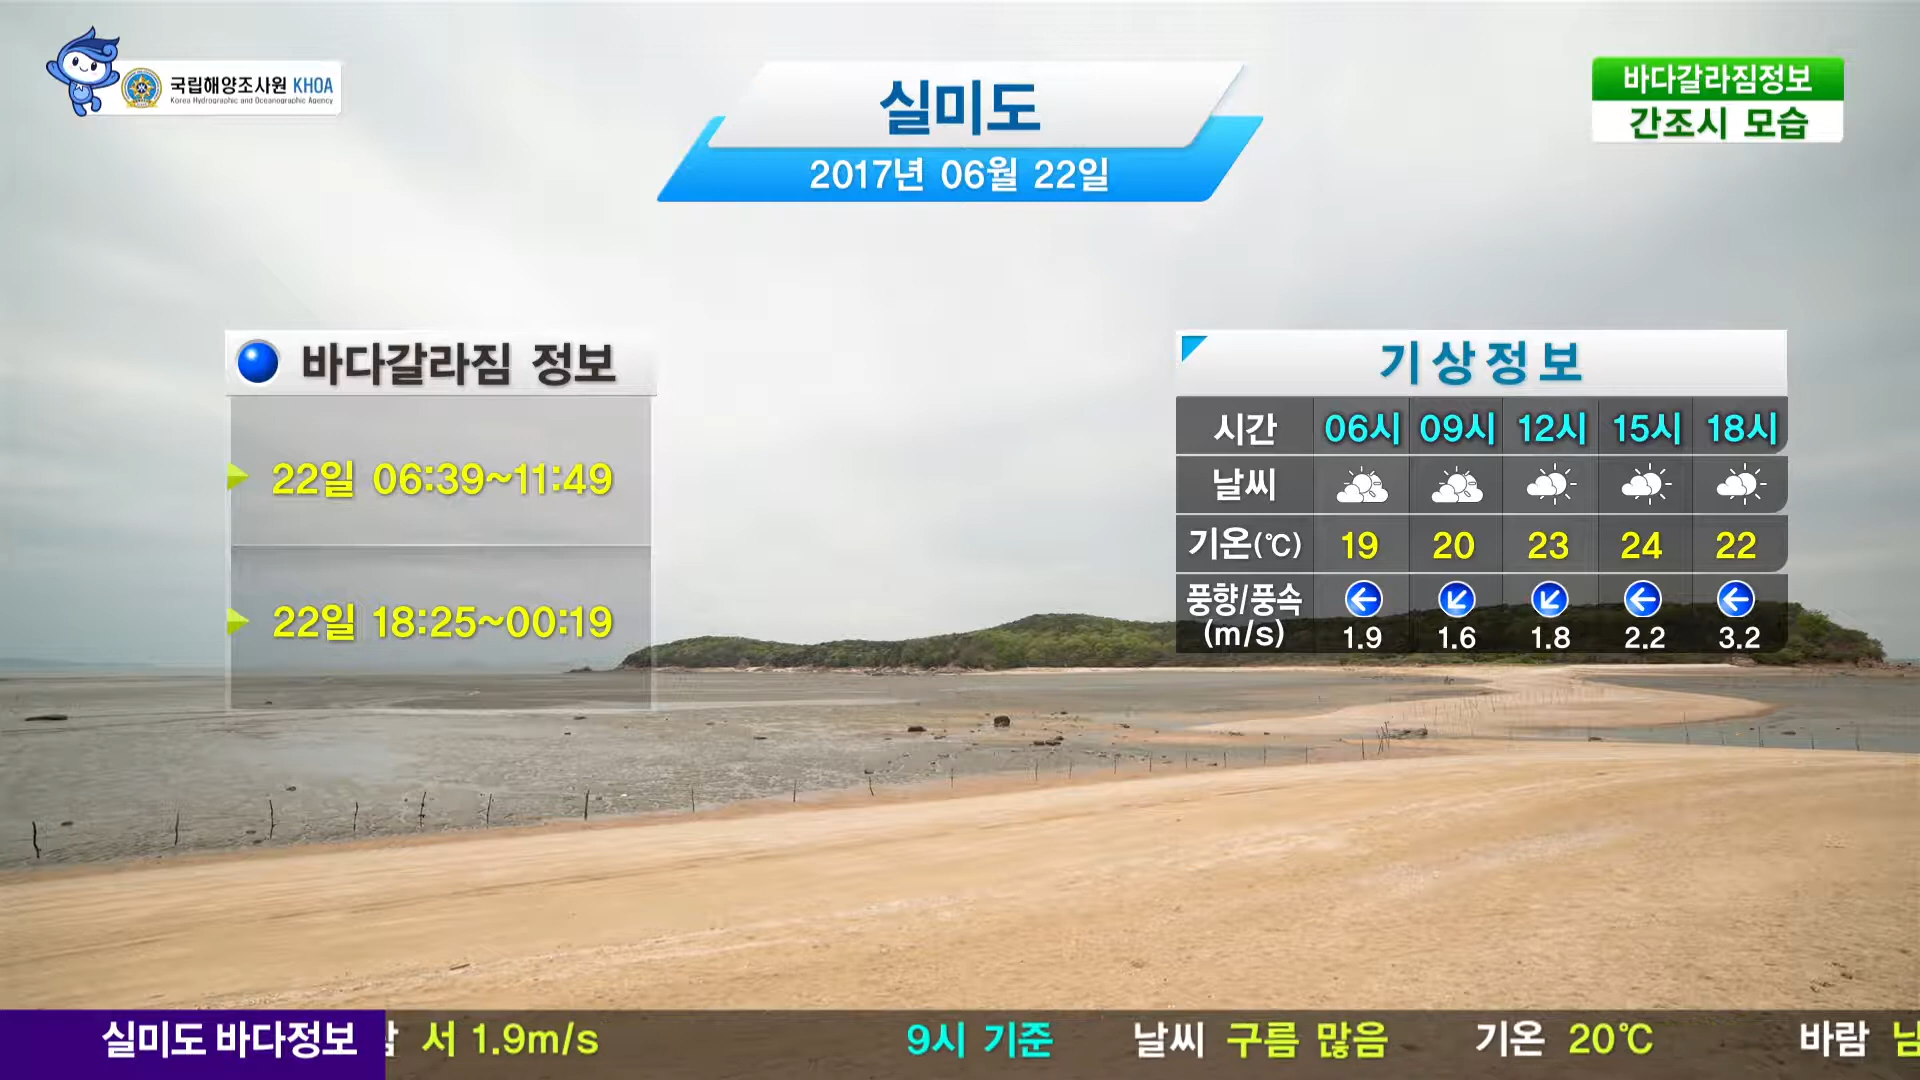 국립해양조사원 KHOA
Korea Hydrographic and Oceanographic Agency
실미도
2017년 06월 22일
바다갈라짐정보
간조시 모습
바다갈라짐 정보
22일 06:39~11:49
22일 18:25~00:19
기상정보
시간 06시 09시 12시 15시 18시
날씨
기온(℃) 19 20 23 24 22
풍향/풍속
(m/s) 1.9 1.6 1.8 2.2 3.2
실미도 바다정보 서 1.9m/s 9시 기준 날씨 구름 많음 기온 20℃ 바람